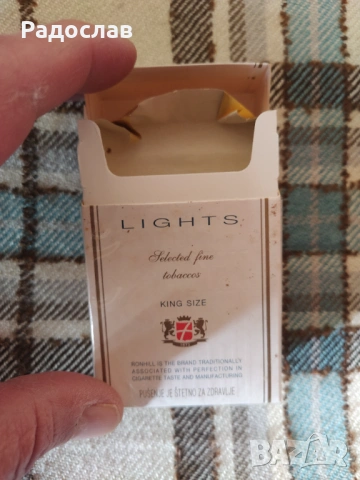 Радослав
LIGHTS
Selected fine
tobaccos
KING SIZE
RONHILL IS THE BRAND TRADITIONALLY
ASSOCIATED WITH PERFECTION IN
CIGARETTE TASTE AND MANUFACTURING
PUŠENJE JE ŠTETNO ZA ZDRAVLJE
BAZAR